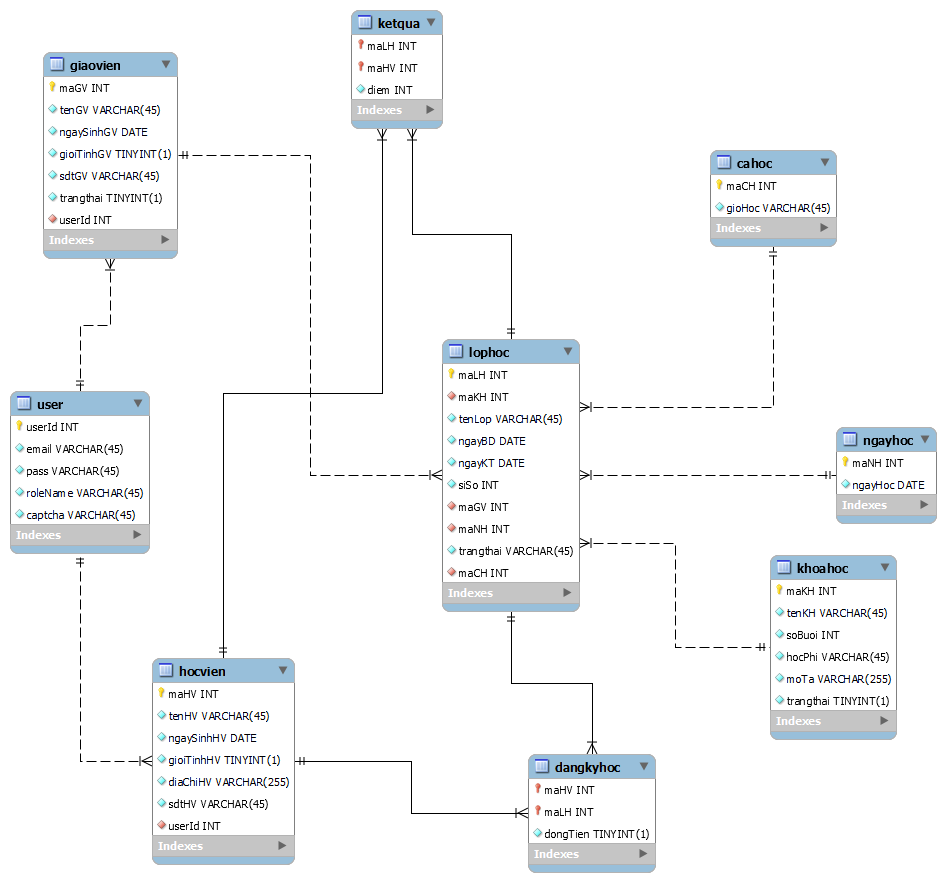 ketqua
maLH INT
maHV INT
diem INT
Indexes
giaovien
maGV INT
tenGV VARCHAR(45)
ngaySinhGV DATE
gioiTinhGV TINYINT(1)
sdtGV VARCHAR(45)
trangthai TINYINT(1)
userId INT
Indexes
cahoc
maCH INT
gioHoc VARCHAR(45)
Indexes
lophoc
maLH INT
maKH INT
tenLop VARCHAR(45)
ngayBD DATE
ngayKT DATE
siSo INT
maGV INT
maNH INT
trangthai VARCHAR(45)
maCH INT
Indexes
user
userId INT
email VARCHAR(45)
pass VARCHAR(45)
roleName VARCHAR(45)
captcha VARCHAR(45)
Indexes
ngayhoc
maNH INT
ngayHoc DATE
Indexes
khoahoc
maKH INT
tenKH VARCHAR(45)
soBuoi INT
hocPhi VARCHAR(45)
moTa VARCHAR(255)
trangthai TINYINT(1)
Indexes
hocvien
maHV INT
tenHV VARCHAR(45)
ngaySinhHV DATE
gioiTinhHV TINYINT(1)
diaChiHV VARCHAR(255)
sdtHV VARCHAR(45)
userId INT
Indexes
dangkyhoc
maHV INT
maLH INT
dongTien TINYINT(1)
Indexes